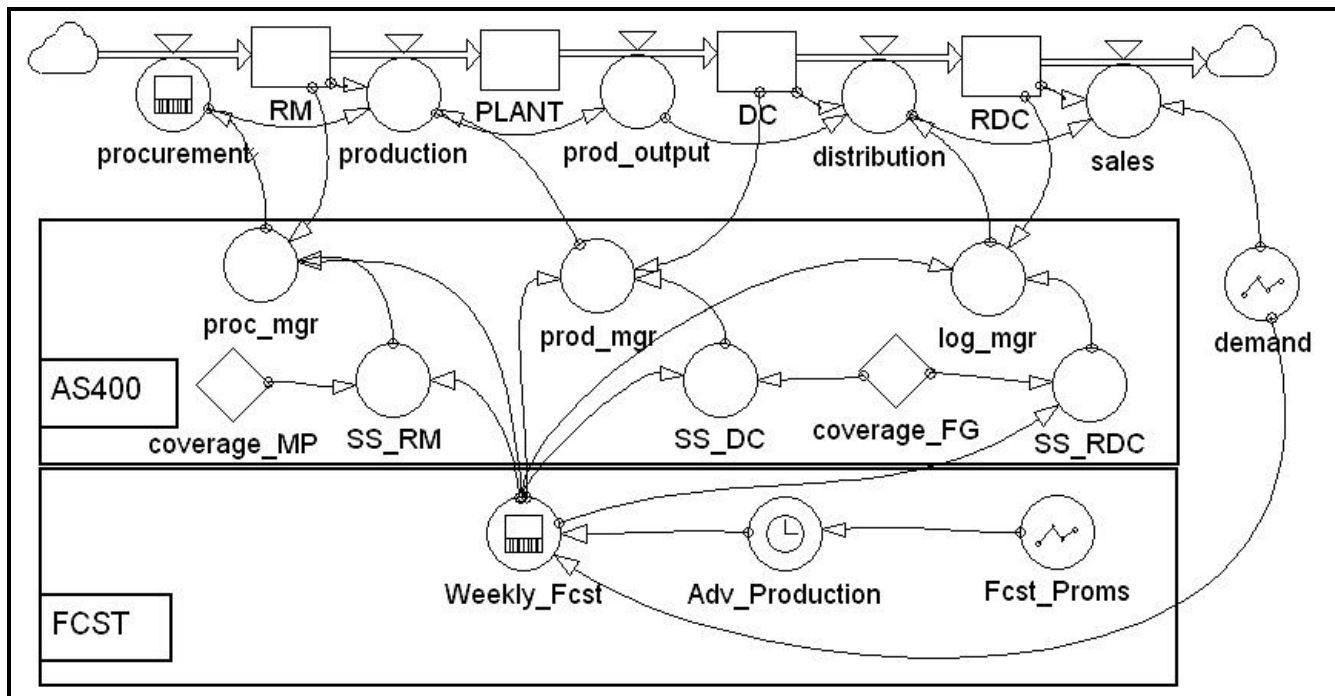 RM
PLANT
DC
RDC
procurement
production
prod_output
distribution
sales
proc_mgr
prod_mgr
log_mgr
demand
AS400
coverage_MP
SS_RM
SS_DC
coverage_FG
SS_RDC
Weekly_Fcst
Adv_Production
Fcst_Proms
FCST